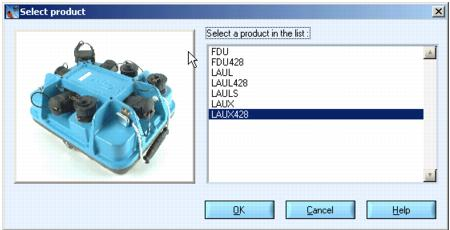 Select product
Select a product in the list :
FDU
FDU428
LAUL
LAUL428
LAULS
LAUX
LAUX428
OK
Cancel
Help